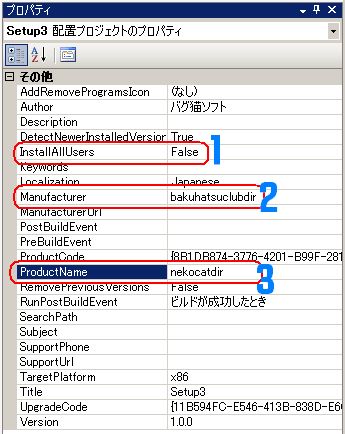 プロパティ
Setup3 配置プロジェクトのプロパティ
その他
AddRemoveProgramsIcon (なし)
Author バグ猫ソフト
Description
DetectNewerInstalledVersion True
InstallAllUsers False 1
Keywords
Localization Japanese
Manufacturer bakuhatsuclubdir 2
ManufacturerUrl
PostBuildEvent
PreBuildEvent
ProductCode {8B1DB874-3776-4201-B99F-281
ProductName nekocatdir 3
RemovePreviousVersions False
RunPostBuildEvent ビルドが成功したとき
SearchPath
Subject
SupportPhone
SupportUrl
TargetPlatform x86
Title Setup3
UpgradeCode {11B594FC-E546-413B-838D-E6C
Version 1.0.0